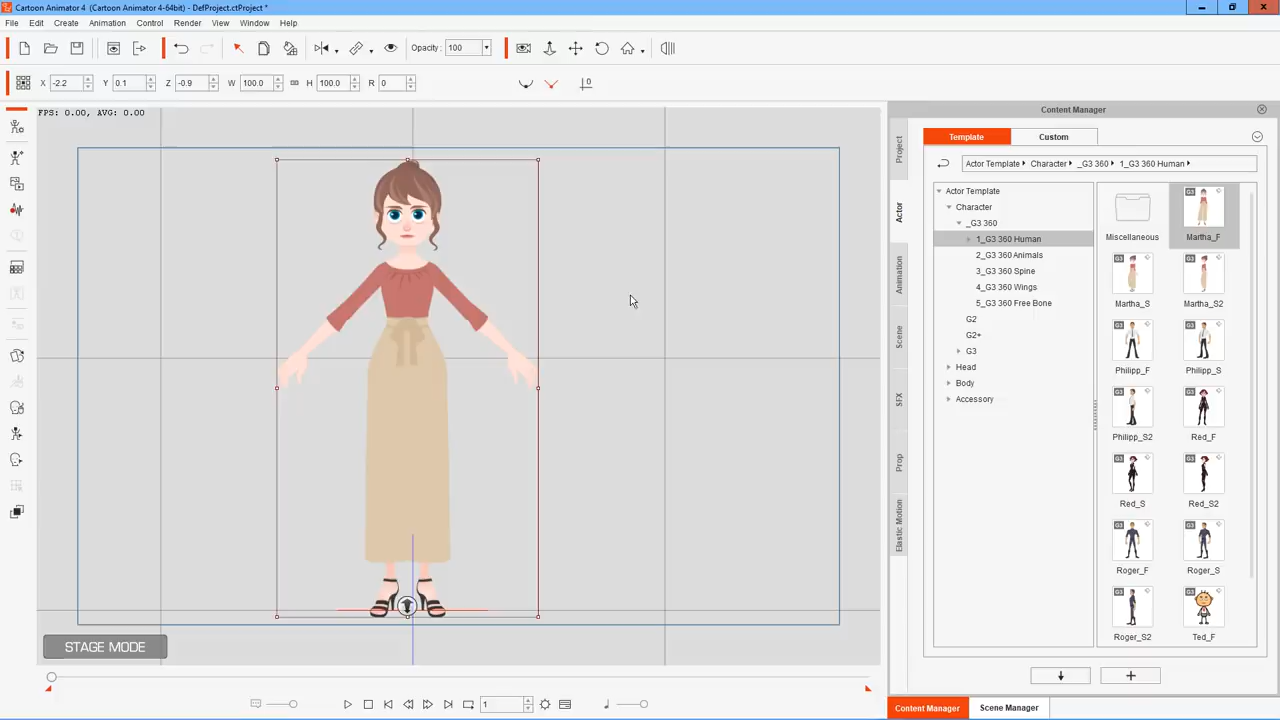 Cartoon Animator 4 (Cartoon Animator 4-64bit) - DefProject.ctProject *
File Edit Create Animation Control Render View Window Help
Opacity : 100
X -2.2 Y 0.1 Z -0.9 W 100.0 H 100.0 R 0
FPS: 0.00, AVG: 0.00
STAGE MODE
1
Content Manager
Template Custom
Actor Template Character _G3 360 1_G3 360 Human
Project
Actor
Animation
Scene
SFX
Prop
Elastic Motion
Actor Template
Character
_G3 360
1_G3 360 Human
2_G3 360 Animals
3_G3 360 Spine
4_G3 360 Wings
5_G3 360 Free Bone
G2
G2+
G3
Head
Body
Accessory
Miscellaneous Martha_F
Martha_S Martha_S2
Philipp_F Philipp_S
Philipp_S2 Red_F
Red_S Red_S2
Roger_F Roger_S
Roger_S2 Ted_F
Content Manager Scene Manager